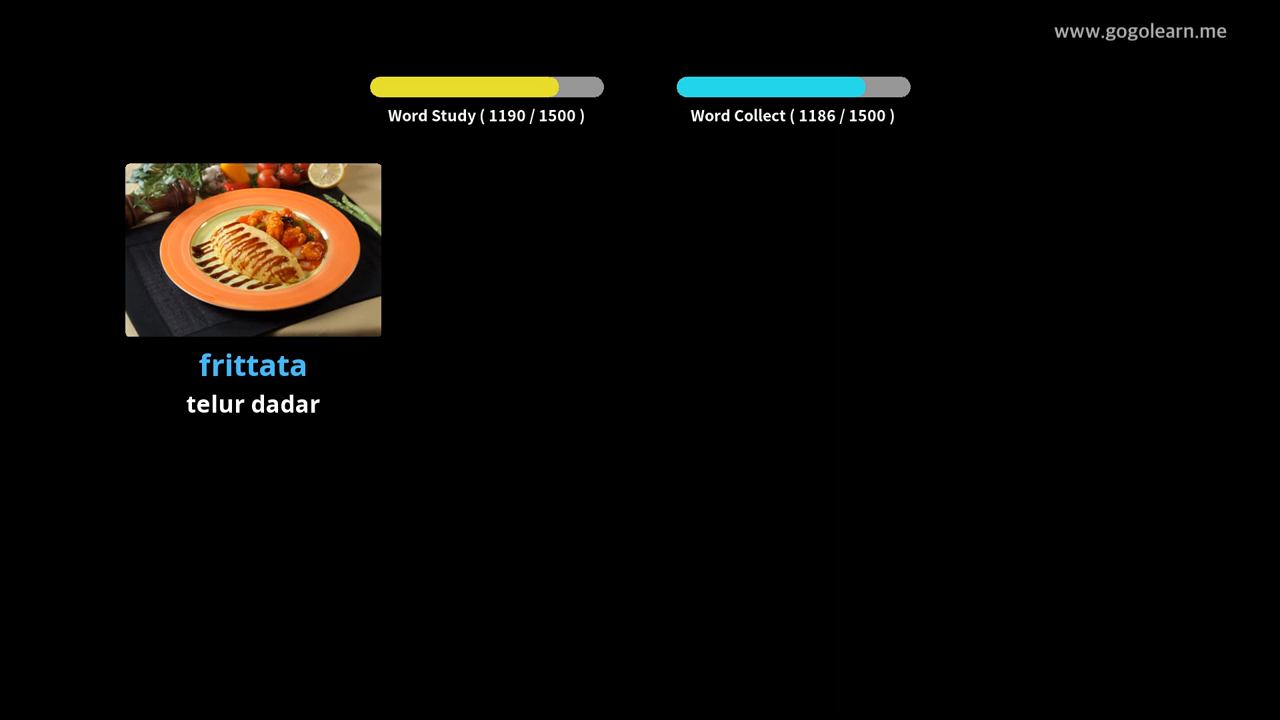 www.gogolearn.me
Word Study ( 1190 / 1500 )
Word Collect ( 1186 / 1500 )
frittata
telur dadar